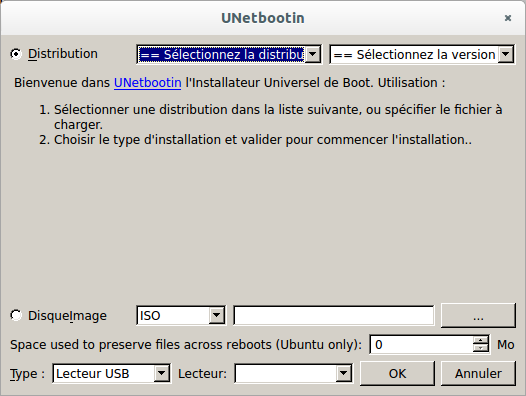 UNetbootin
Distribution == Sélectionnez la distribu == Sélectionnez la version
Bienvenue dans UNetbootin l'Installateur Universel de Boot. Utilisation :
1. Sélectionner une distribution dans la liste suivante, ou spécifier le fichier à
charger.
2. Choisir le type d'installation et valider pour commencer l'installation..
DisqueImage ISO ...
Space used to preserve files across reboots (Ubuntu only): 0 Mo
Type : Lecteur USB Lecteur: OK Annuler